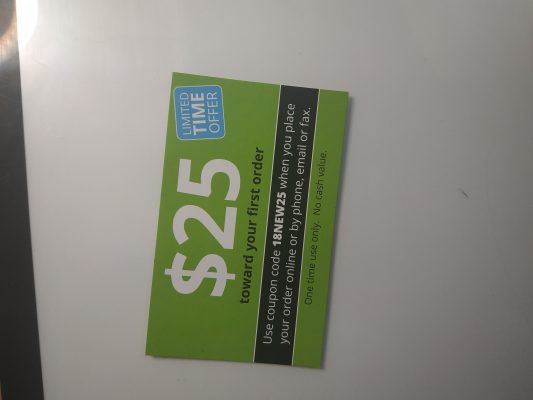 LIMITED
TIME
OFFER
$25
toward your first order
Use coupon code 18NEW25 when you place
your order online or by phone, email or fax.
One time use only. No cash value.